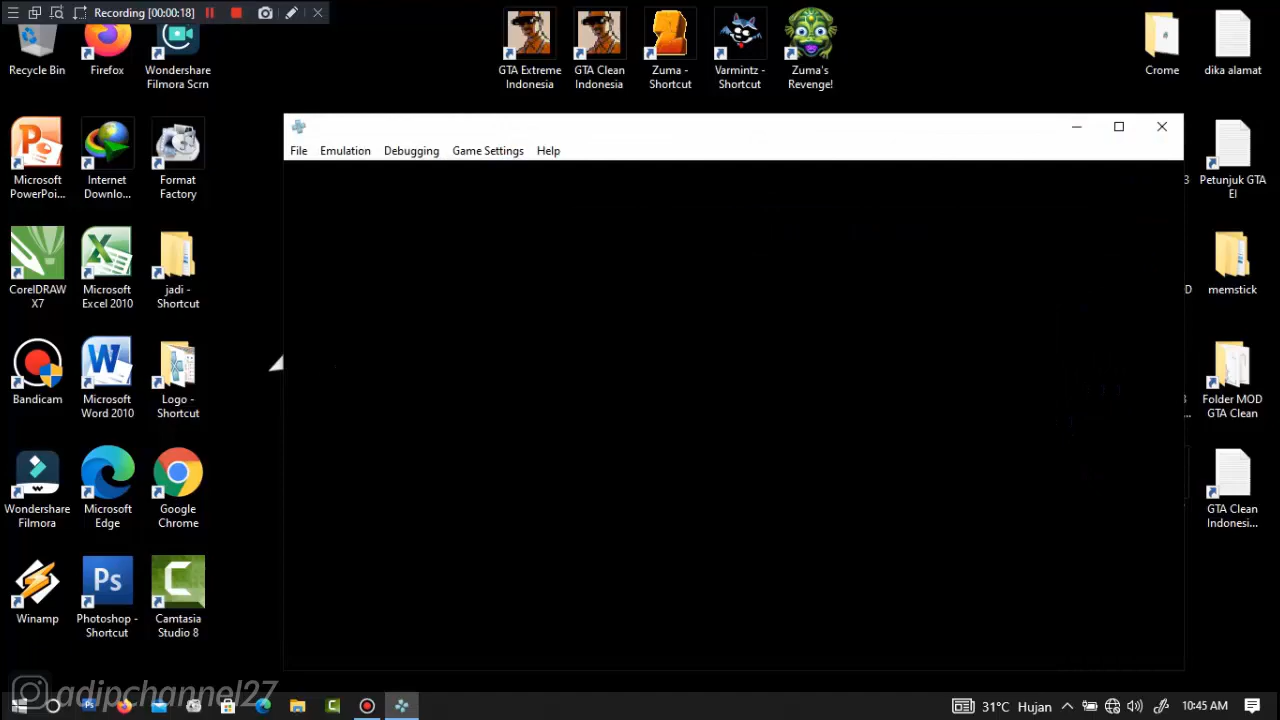 Recording [00:00:18]
Recycle Bin
Firefox
Wondershare
Filmora Scrn
GTA Extreme
Indonesia
GTA Clean
Indonesia
Zuma -
Shortcut
Varmintz -
Shortcut
Zuma's
Revenge!
Crome
dika alamat
File
Emulation
Debugging
Game Settings
Help
Microsoft
PowerPoi...
Internet
Downlo...
Format
Factory
3
Petunjuk GTA
EI
CorelDRAW
X7
Microsoft
Excel 2010
jadi -
Shortcut
D
memstick
Bandicam
Microsoft
Word 2010
Logo -
Shortcut
3
...
Folder MOD
GTA Clean
Wondershare
Filmora
Microsoft
Edge
Google
Chrome
GTA Clean
Indonesi...
Winamp
Ps
Photoshop -
Shortcut
Camtasia
Studio 8
adipchannel27
31°C Hujan
10:45 AM